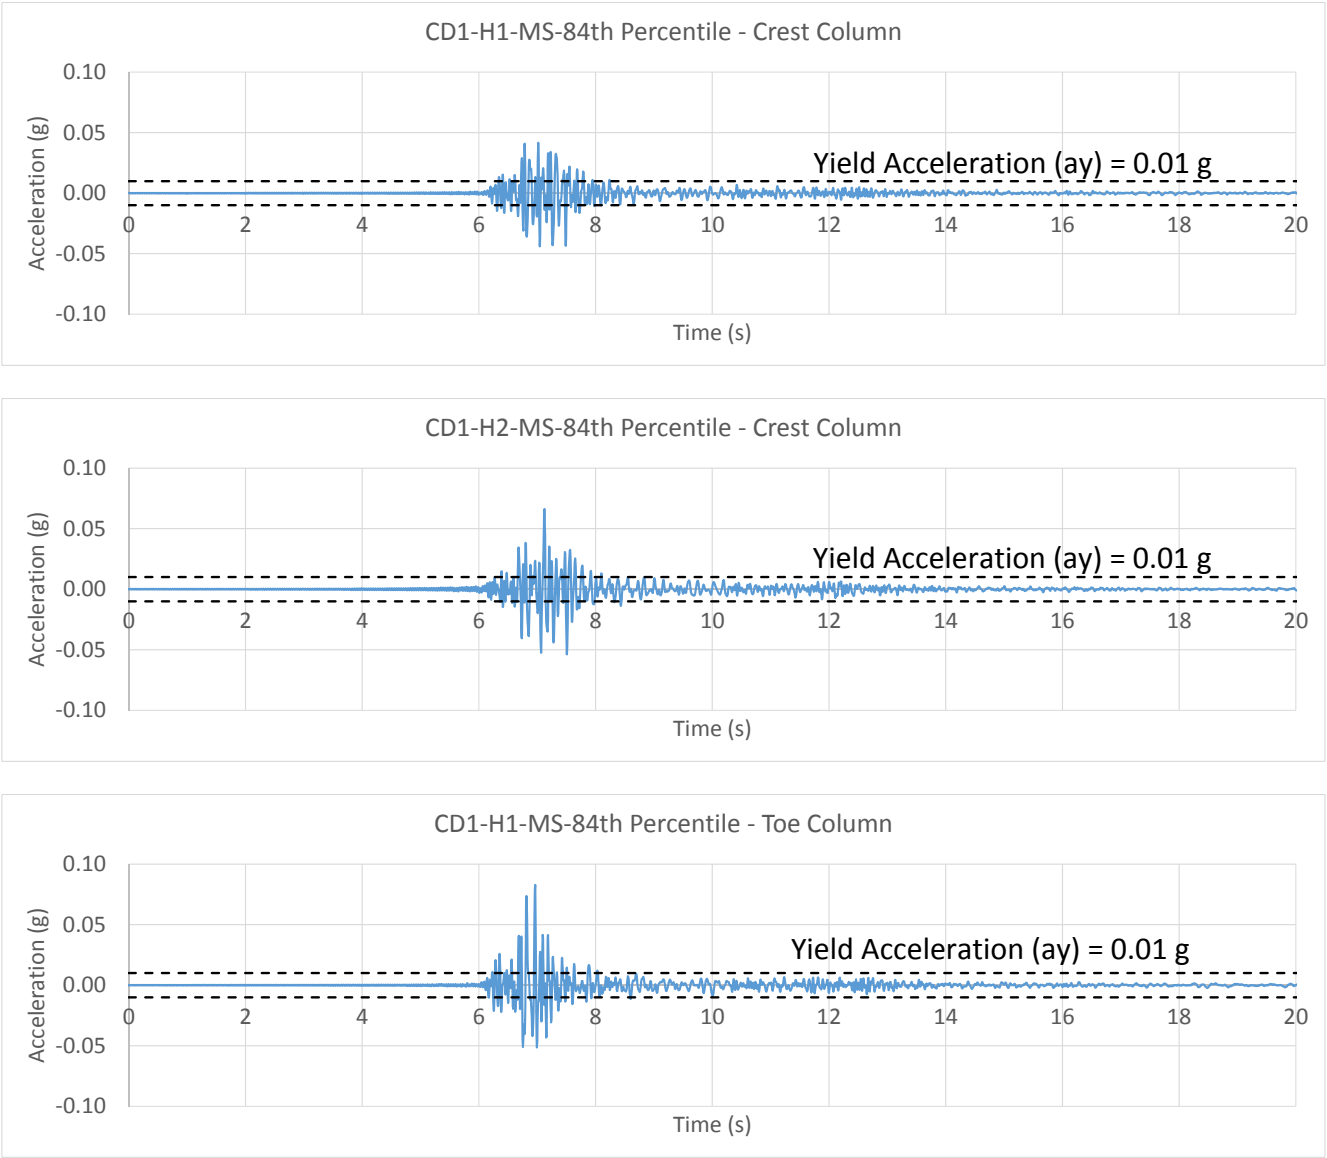 CD1-H1-MS-84th Percentile - Crest Column
0.10
0.05
0.00
-0.05
-0.10
Acceleration (g)
Yield Acceleration (ay) = 0.01 g
0 2 4 6 8 10 12 14 16 18 20
Time (s)
CD1-H2-MS-84th Percentile - Crest Column
0.10
0.05
0.00
-0.05
-0.10
Acceleration (g)
Yield Acceleration (ay) = 0.01 g
0 2 4 6 8 10 12 14 16 18 20
Time (s)
CD1-H1-MS-84th Percentile - Toe Column
0.10
0.05
0.00
-0.05
-0.10
Acceleration (g)
Yield Acceleration (ay) = 0.01 g
0 2 4 6 8 10 12 14 16 18 20
Time (s)